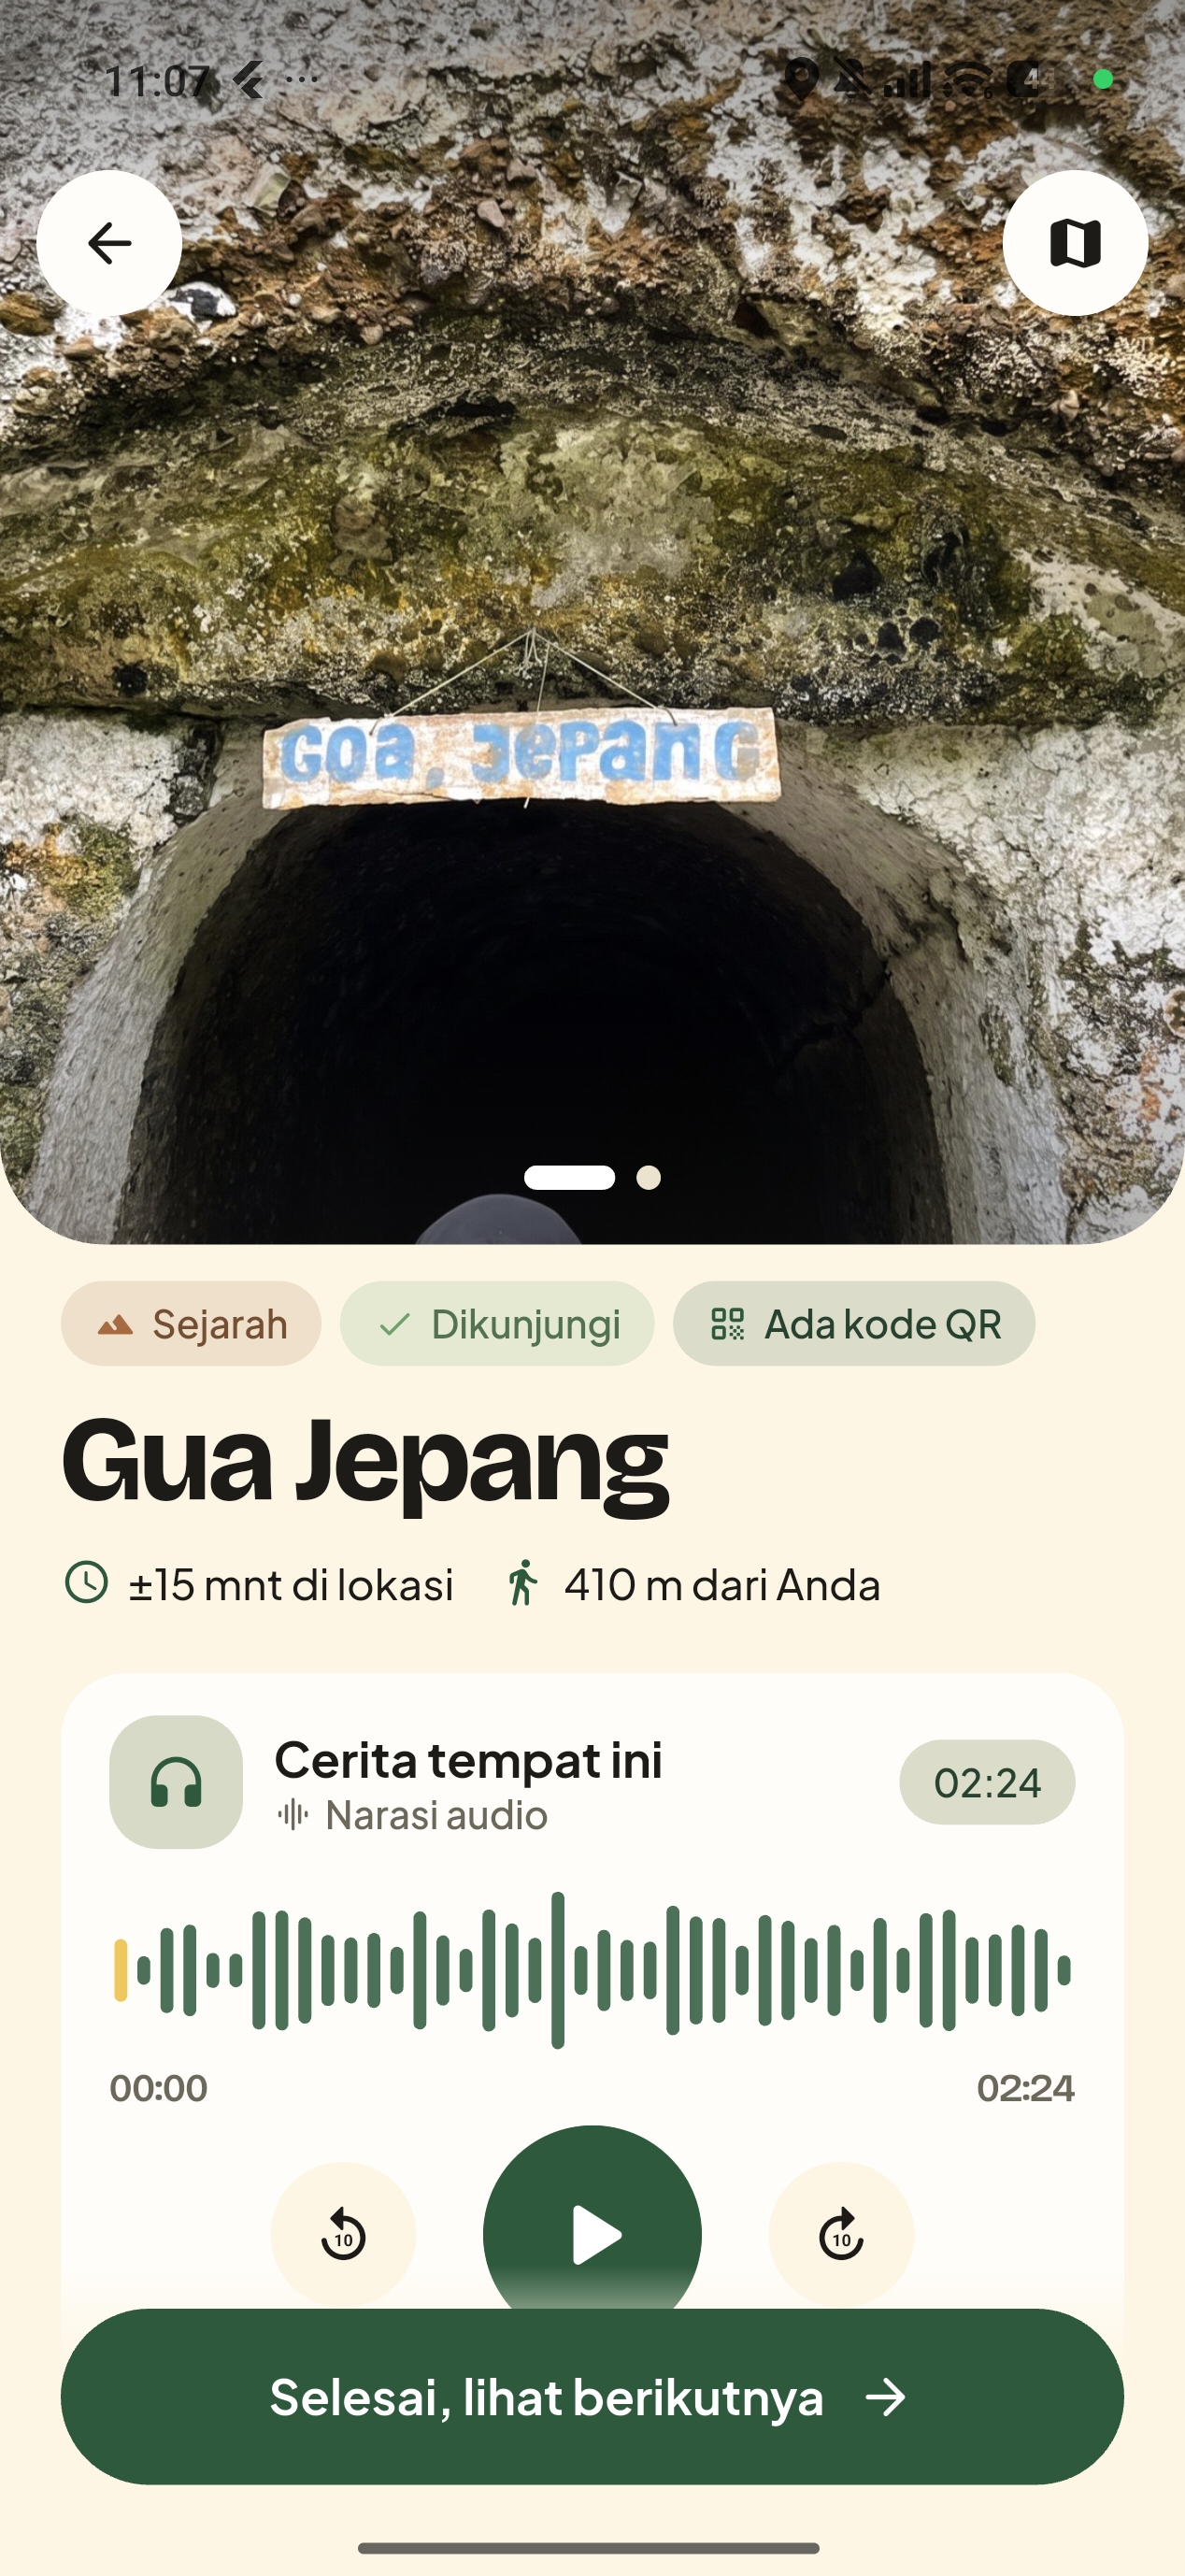 11:07
GOA, JEPANG
Sejarah
Dikunjungi
Ada kode QR
Gua Jepang
±15 mnt di lokasi
410 m dari Anda
Cerita tempat ini
02:24
Narasi audio
00:00
02:24
10
10
Selesai, lihat berikutnya